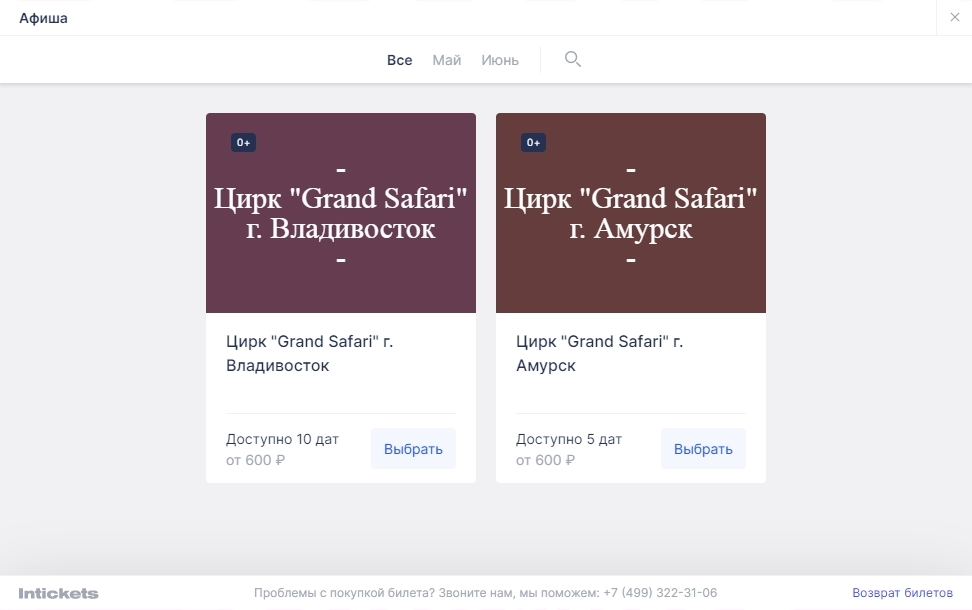 Афиша
Все Май Июнь
0+
-
Цирк "Grand Safari"
г. Владивосток
-
Цирк "Grand Safari" г.
Владивосток
Доступно 10 дат
от 600 ₽
Выбрать
0+
-
Цирк "Grand Safari"
г. Амурск
-
Цирк "Grand Safari" г.
Амурск
Доступно 5 дат
от 600 ₽
Выбрать
Intickets
Проблемы с покупкой билета? Звоните нам, мы поможем: +7 (499) 322-31-06
Возврат билетов